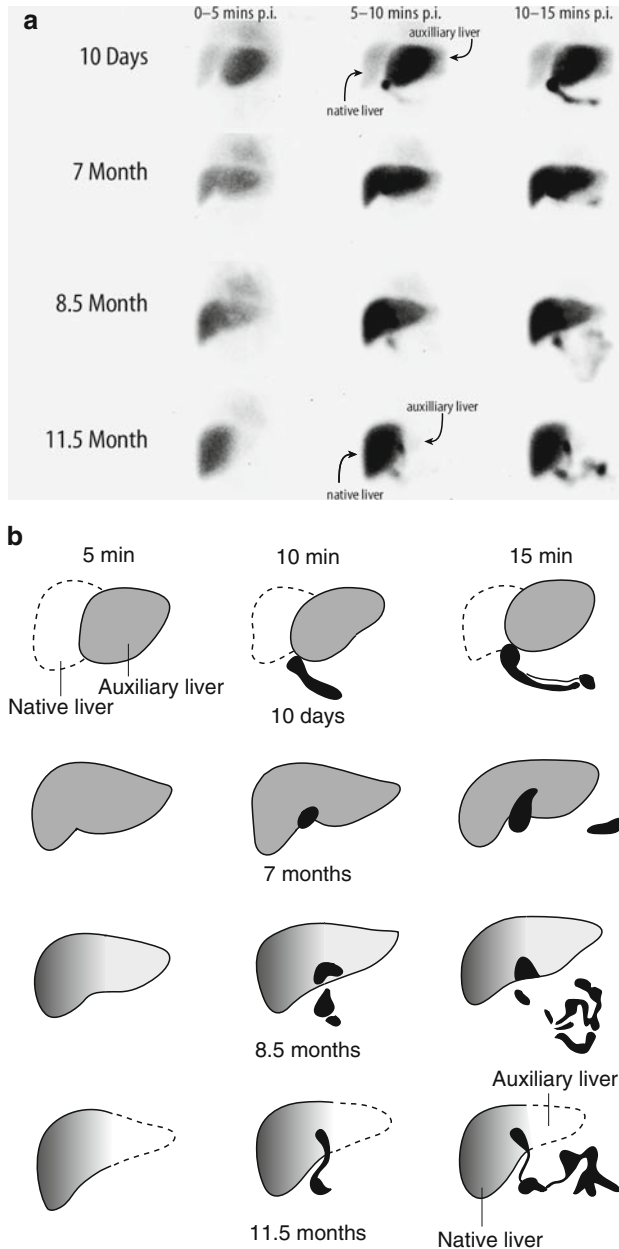 a
0–5 mins p.i. 5–10 mins p.i. 10–15 mins p.i.
10 Days
auxilliary liver
native liver
7 Month
8.5 Month
11.5 Month
auxilliary liver
native liver
b
5 min 10 min 15 min
Native liver
Auxiliary liver
10 days
7 months
8.5 months
Auxiliary liver
Native liver
11.5 months